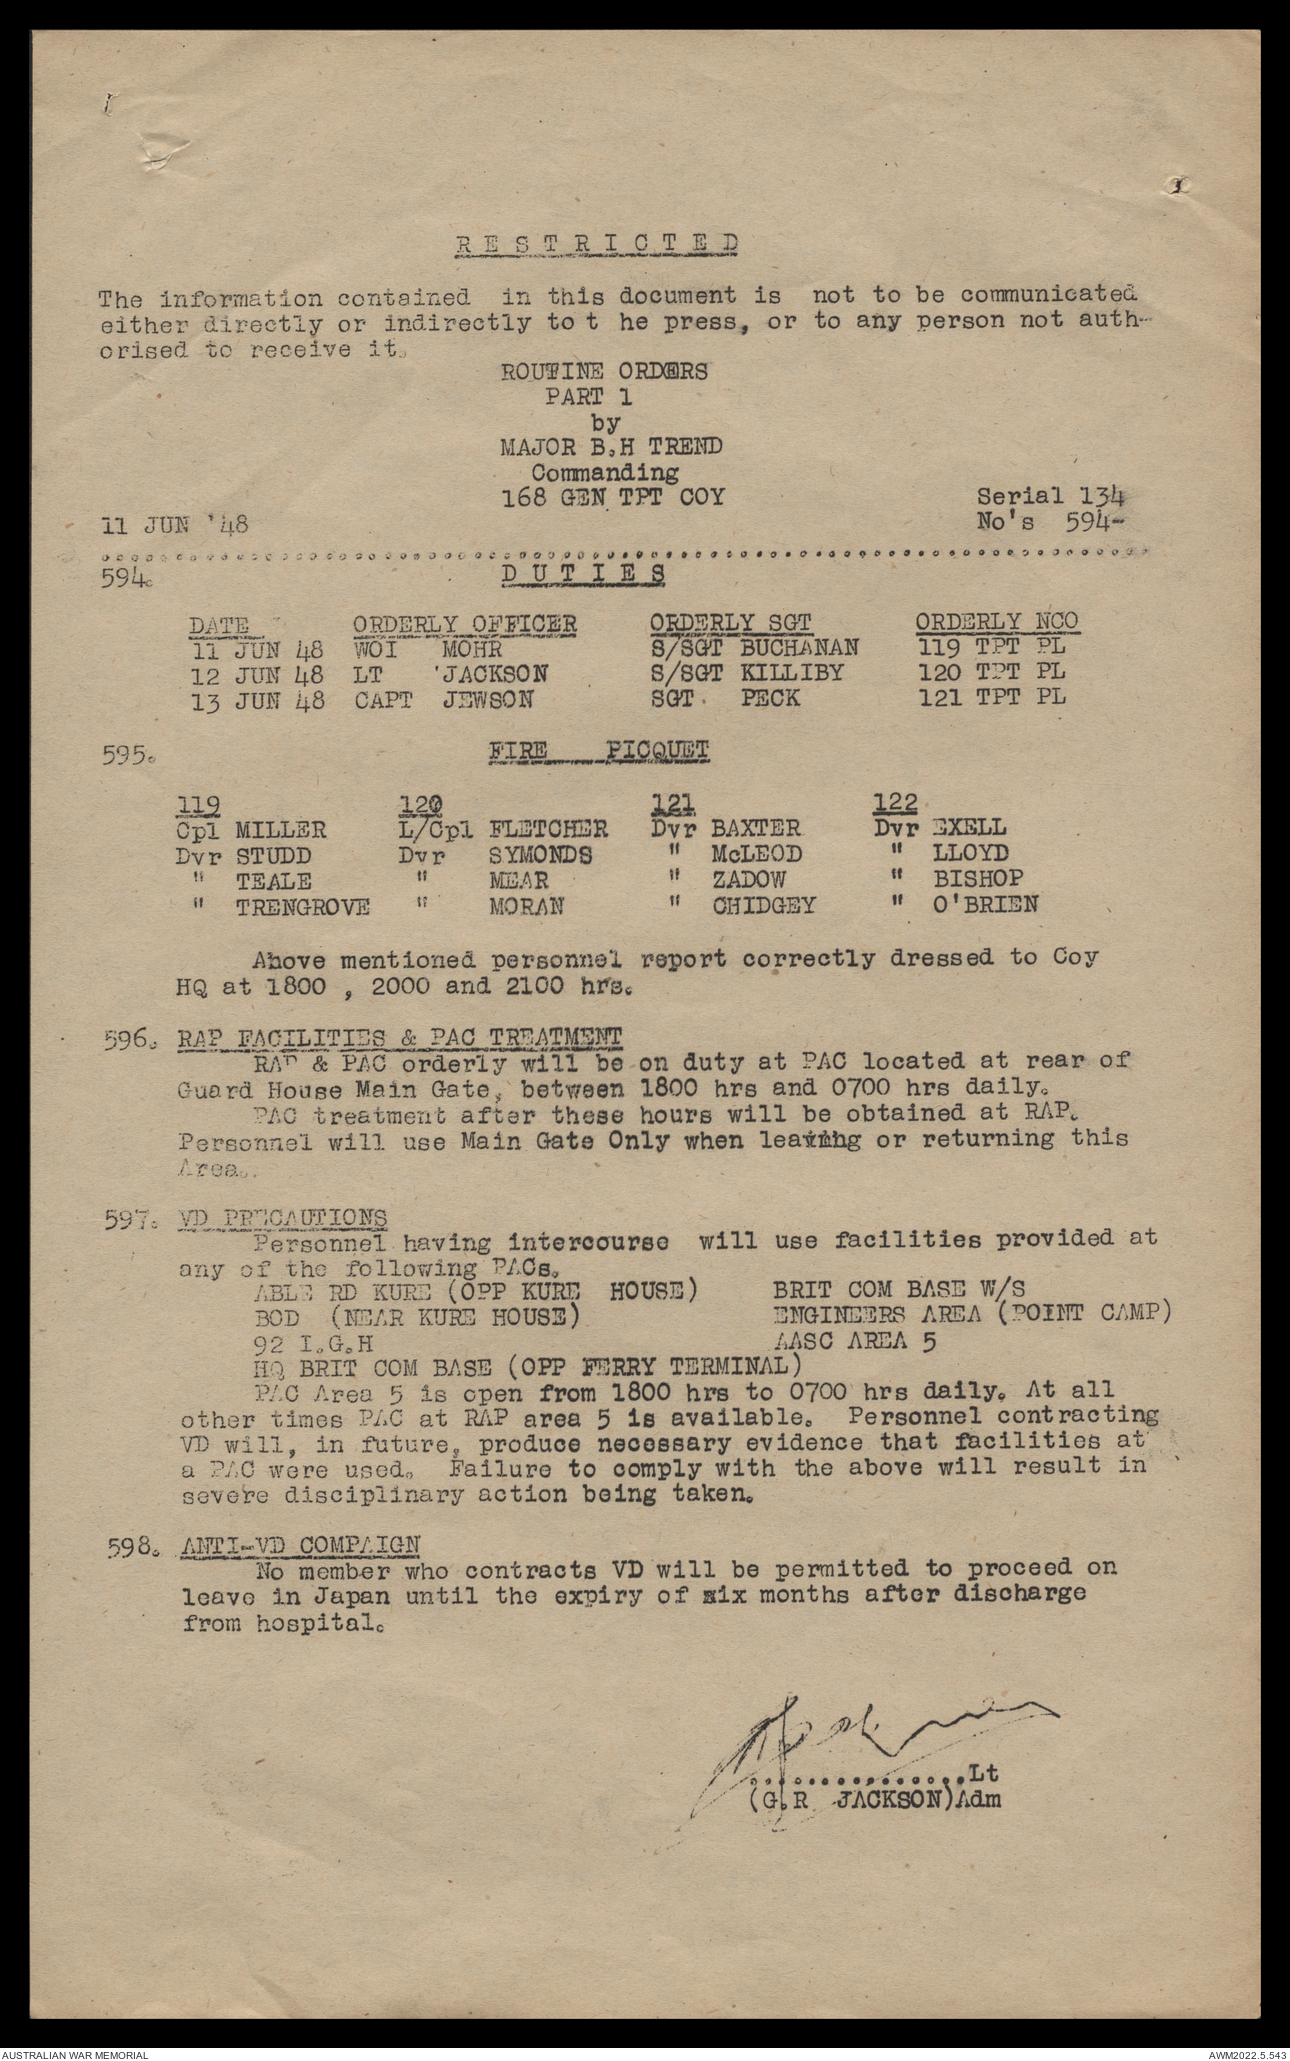 R E S T R I C T E D
The information contained in this document is not to be communicated
either directly or indirectly to t he press, or to any person not auth-
orised to receive it.
ROUTINE ORDERS
PART 1
by
MAJOR B.H TREND
Commanding
168 GEN TPT COY
Serial 134
11 JUN '48
No's 594-
594.
D U T I E S
DATE ORDERLY OFFICER ORDERLY SGT ORDERLY NCO
11 JUN 48 WOI MOHR S/SGT BUCHANAN 119 TPT PL
12 JUN 48 LT 'JACKSON S/SGT KILLIBY 120 TPT PL
13 JUN 48 CAPT JEWSON SGT. PECK 121 TPT PL
595. FIRE PICQUET
119 120 121 122
Cpl MILLER L/Cpl FLETCHER Dvr BAXTER Dvr EXELL
Dvr STUDD Dvr SYMONDS " McLEOD " LLOYD
" TEALE " MEAR " ZADOW " BISHOP
" TRENGROVE " MORAN " CHIDGEY " O'BRIEN
Above mentioned personnel report correctly dressed to Coy
HQ at 1800 , 2000 and 2100 hrs.
596. RAP FACILITIES & PAC TREATMENT
RAP & PAC orderly will be on duty at PAC located at rear of
Guard House Main Gate, between 1800 hrs and 0700 hrs daily.
PAC treatment after these hours will be obtained at RAP.
Personnel will use Main Gate Only when leaving or returning this
Area..
597. VD PRECAUTIONS
Personnel having intercourse will use facilities provided at
any of the following PACs.
ABLE RD KURE (OPP KURE HOUSE) BRIT COM BASE W/S
BOD (NEAR KURE HOUSE) ENGINEERS AREA (POINT CAMP)
92 I.G.H AASC AREA 5
HQ BRIT COM BASE (OPP FERRY TERMINAL)
PAC Area 5 is open from 1800 hrs to 0700 hrs daily. At all
other times PAC at RAP area 5 is available. Personnel contracting
VD will, in future, produce necessary evidence that facilities at
a PAC were used. Failure to comply with the above will result in
severe disciplinary action being taken.
598. ANTI-VD COMPAIGN
No member who contracts VD will be permitted to proceed on
leave in Japan until the expiry of six months after discharge
from hospital.
...............Lt
(G.R JACKSON)Adm
AUSTRALIAN WAR MEMORIAL
AWM2022.5.543